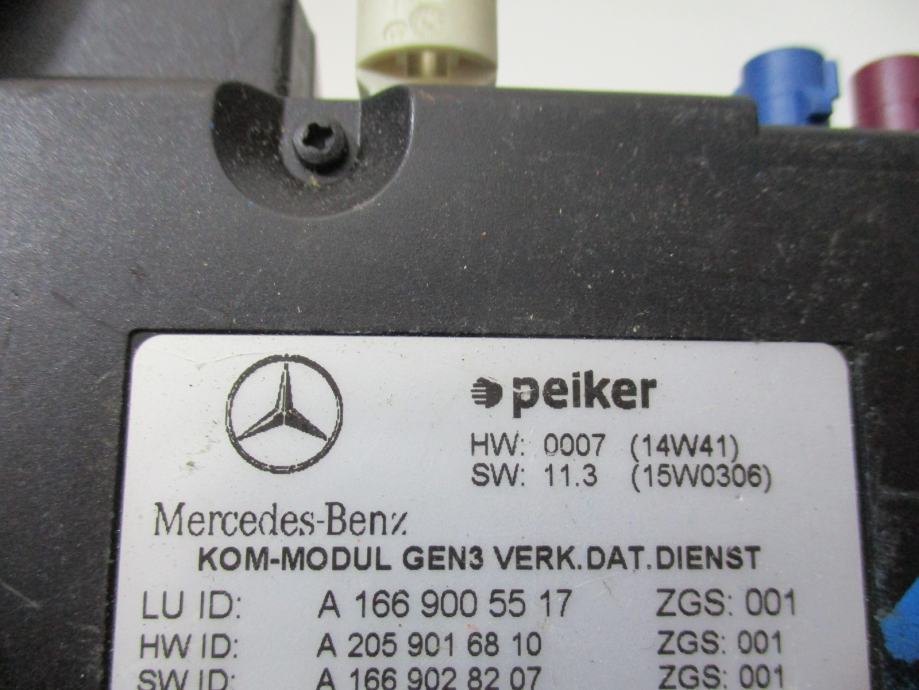 peiker
HW: 0007 (14W41)
SW: 11.3 (15W0306)
Mercedes-Benz
KOM-MODUL GEN3 VERK.DAT.DIENST
LU ID: A 166 900 55 17 ZGS: 001
HW ID: A 205 901 68 10 ZGS: 001
SW ID: A 166 902 82 07 ZGS: 001